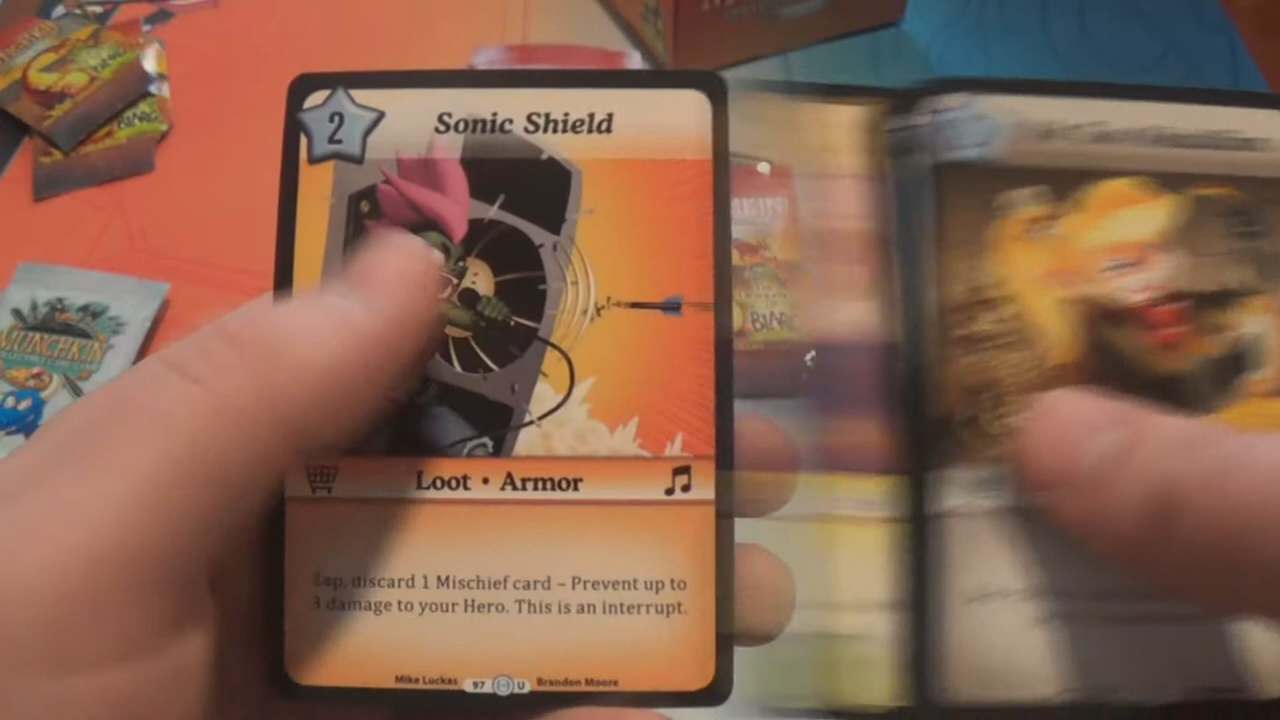 2
Sonic Shield
Loot • Armor
Zap, discard 1 Mischief card – Prevent up to
3 damage to your Hero. This is an interrupt.
Mike Luckas 97 U Brandon Moore
MUNCHKIN
BLARG